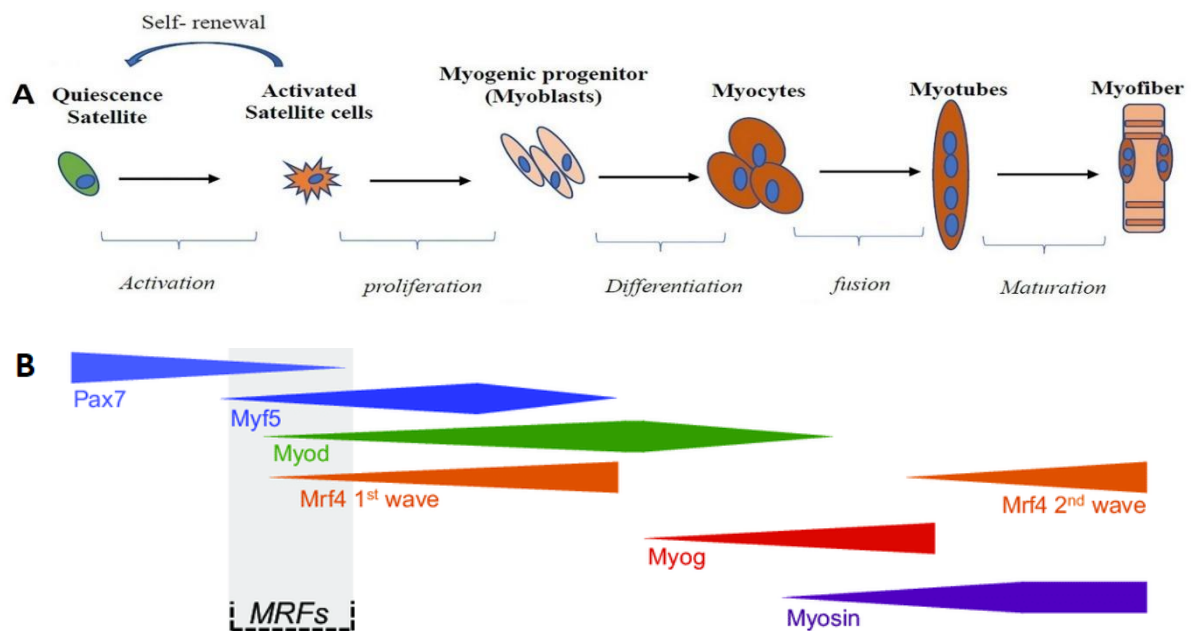 Self- renewal
A
Quiescence
Satellite
Activated
Satellite cells
Myogenic progenitor
(Myoblasts)
Myocytes
Myotubes
Myofiber
Activation
proliferation
Differentiation
fusion
Maturation
B
Pax7
Myf5
Myod
Mrf4 1st wave
Mrf4 2nd wave
Myog
Myosin
MRFs